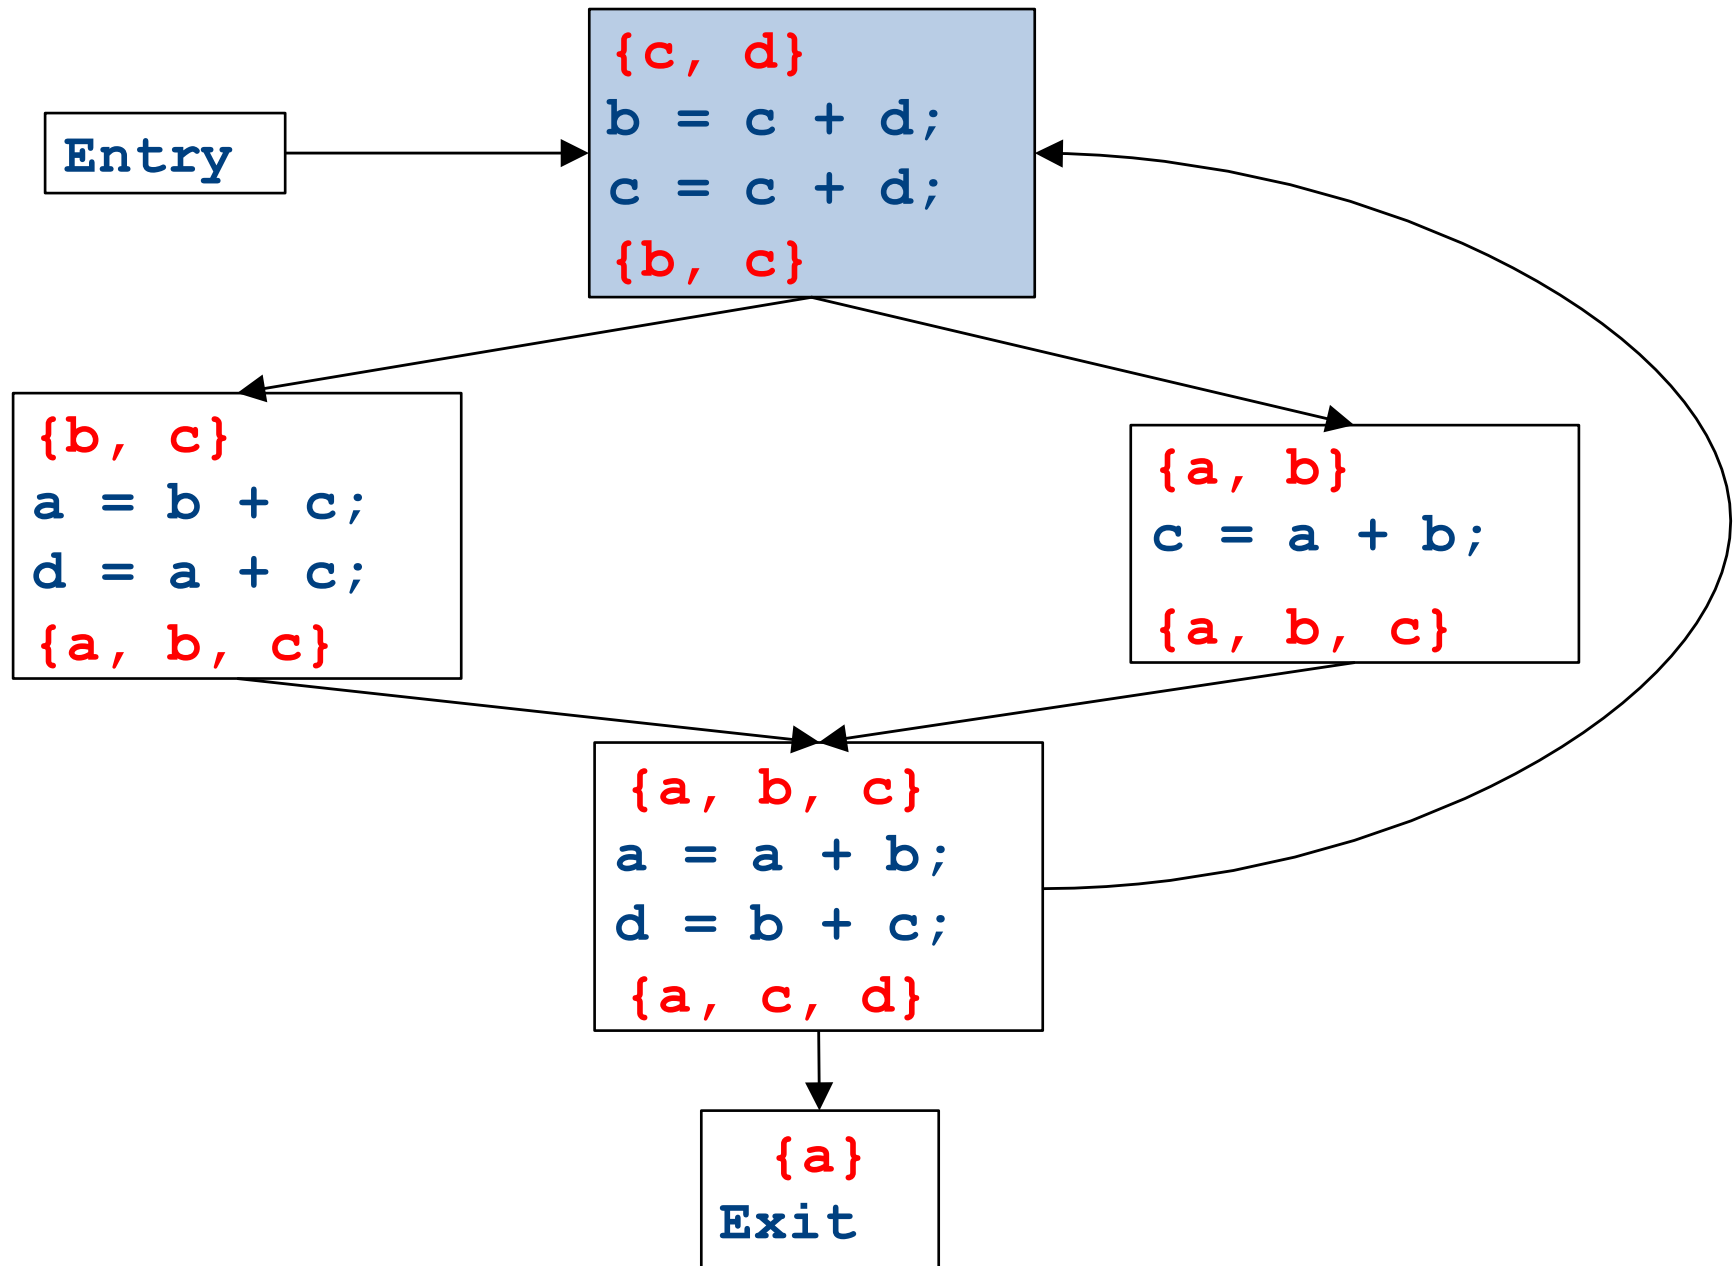 {c, d}
b = c + d;
c = c + d;
{b, c}
Entry
{b, c}
a = b + c;
d = a + c;
{a, b, c}
{a, b}
c = a + b;
{a, b, c}
{a, b, c}
a = a + b;
d = b + c;
{a, c, d}
{a}
Exit